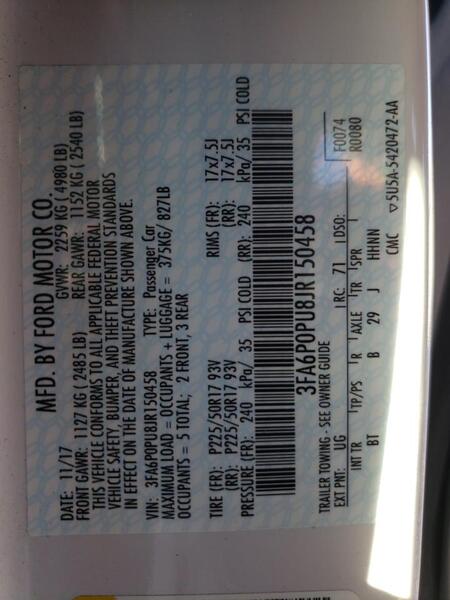 MFD. BY FORD MOTOR CO.
11/17 GVWR: 2259 KG ( 4980 LB)
FRONT GAWR: 1127 KG ( 2485 LB) REAR GAWR: 1152 KG ( 2540 LB)
THIS VEHICLE CONFORMS TO ALL APPLICABLE FEDERAL MOTOR
VEHICLE SAFETY, BUMPER, AND THEFT PREVENTION STANDARDS
IN EFFECT ON THE DATE OF MANUFACTURE SHOWN ABOVE.
VIN: 3FA6P0PU8JR150458 TYPE: Passenger Car
MAXIMUM LOAD = OCCUPANTS + LUGGAGE = 375KG/ 827LB
OCCUPANTS = 5 TOTAL; 2 FRONT, 3 REAR
TIRE (FR): P225/50R17 93V RIMS (FR): 17x7.5J
(RR): P225/50R17 93V (RR): 17x7.5J
PRESSURE (FR): 240 kPa/ 35 PSI COLD (RR): 240 kPa/ 35 PSI COLD
3FA6P0PU8JR150458
F0074
R0080
TRAILER TOWING - SEE OWNER GUIDE
EXT PNT: UG RC: 71 DSO:
INT TR TP/PS R AXLE TR SPR
BT B 29 J HHNN
CMC ▽5U5A-5420472-AA